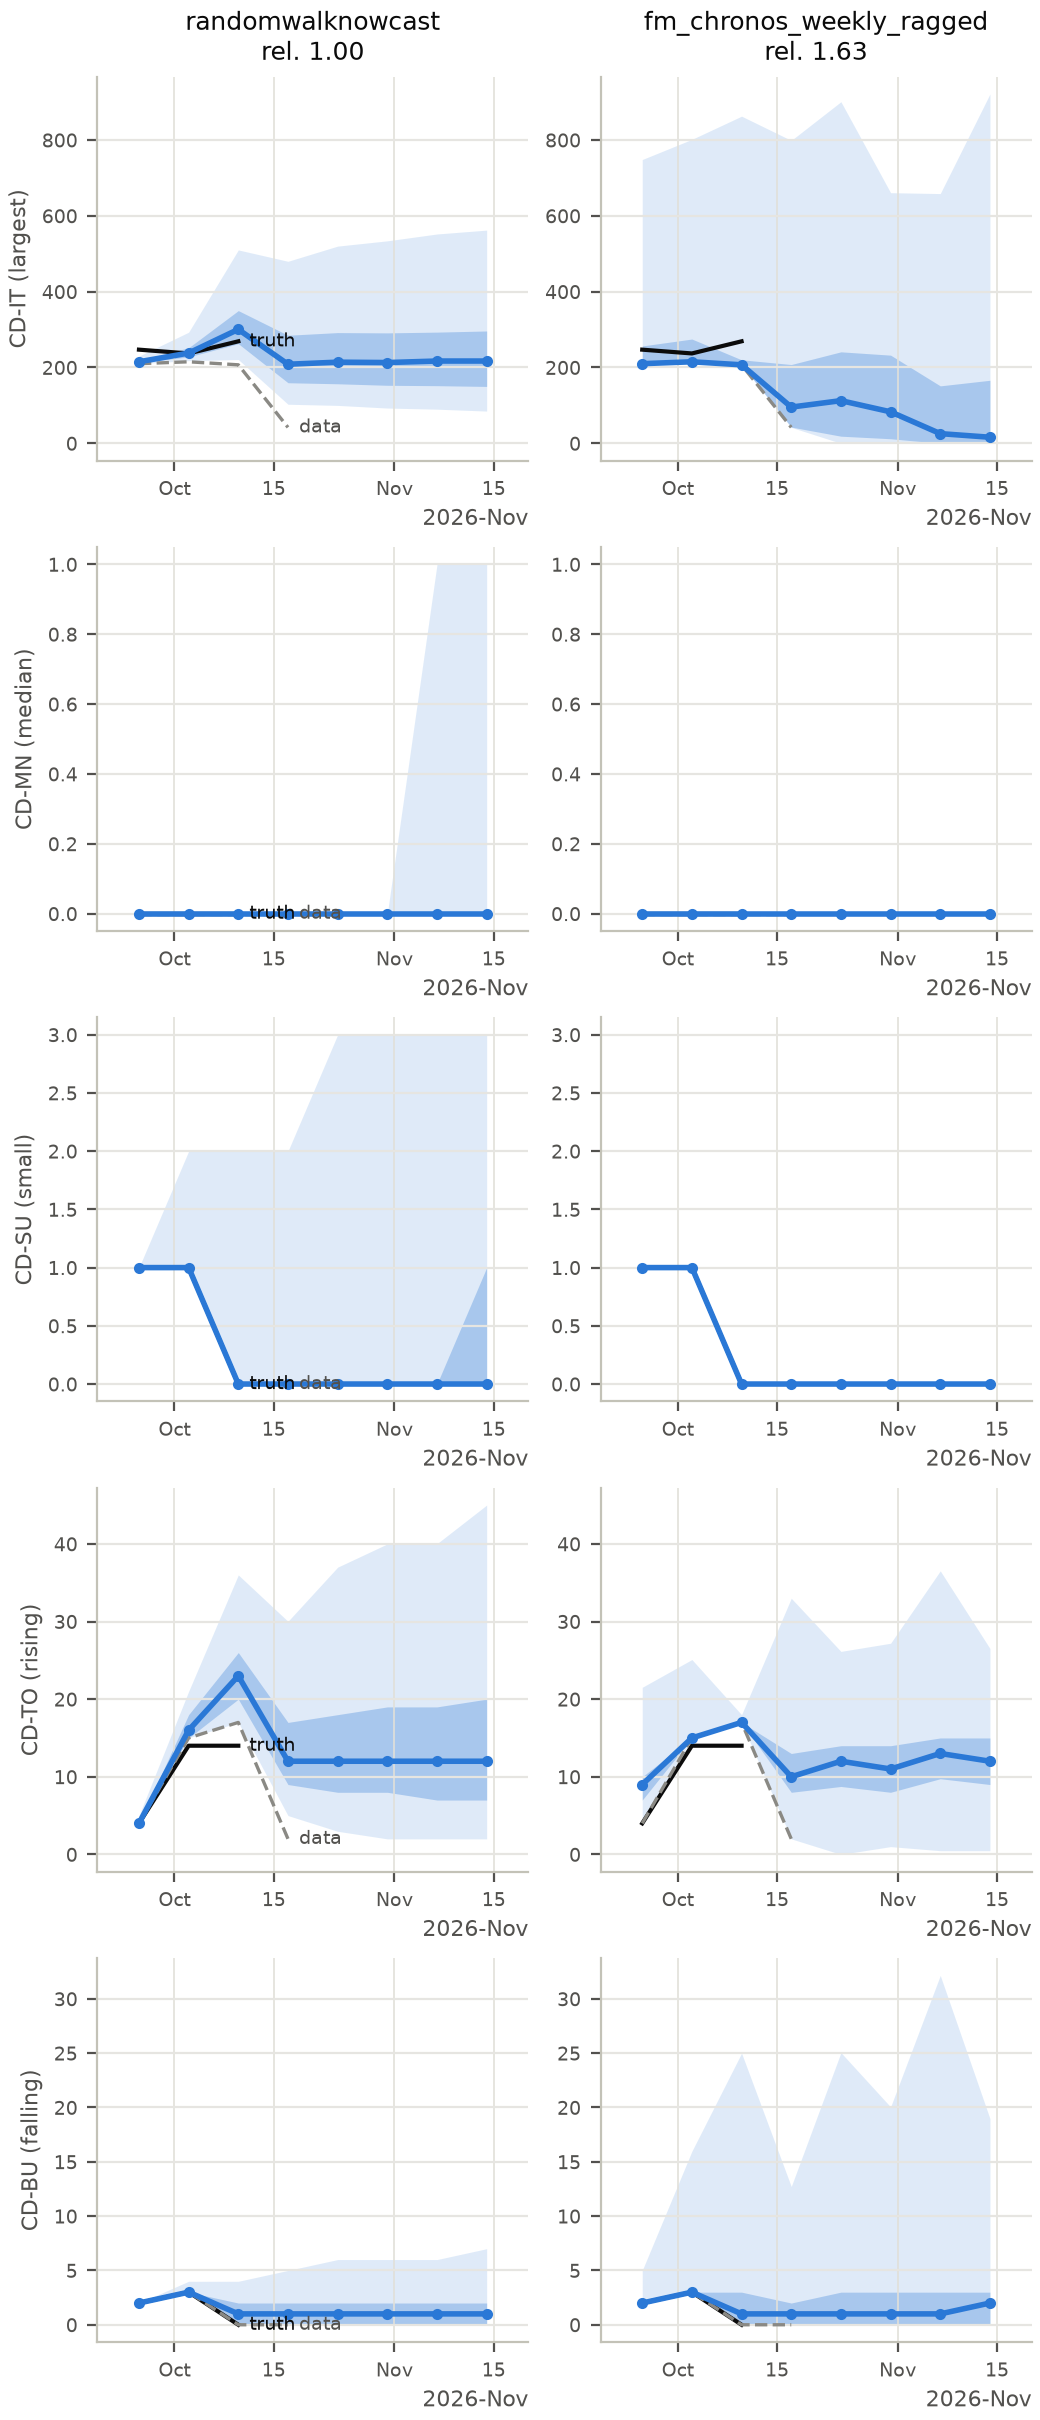 randomwalknowcast
rel. 1.00
fm_chronos_weekly_ragged
rel. 1.63
CD-IT (largest)
800
600
400
200
0
truth
data
Oct
15
Nov
15
2026-Nov
800
600
400
200
0
Oct
15
Nov
15
2026-Nov
CD-MN (median)
1.0
0.8
0.6
0.4
0.2
0.0
truth
data
Oct
15
Nov
15
2026-Nov
1.0
0.8
0.6
0.4
0.2
0.0
Oct
15
Nov
15
2026-Nov
CD-SU (small)
3.0
2.5
2.0
1.5
1.0
0.5
0.0
truth
data
Oct
15
Nov
15
2026-Nov
3.0
2.5
2.0
1.5
1.0
0.5
0.0
Oct
15
Nov
15
2026-Nov
CD-TO (rising)
40
30
20
10
0
truth
data
Oct
15
Nov
15
2026-Nov
40
30
20
10
0
Oct
15
Nov
15
2026-Nov
CD-BU (falling)
30
25
20
15
10
5
0
truth
data
Oct
15
Nov
15
2026-Nov
30
25
20
15
10
5
0
Oct
15
Nov
15
2026-Nov